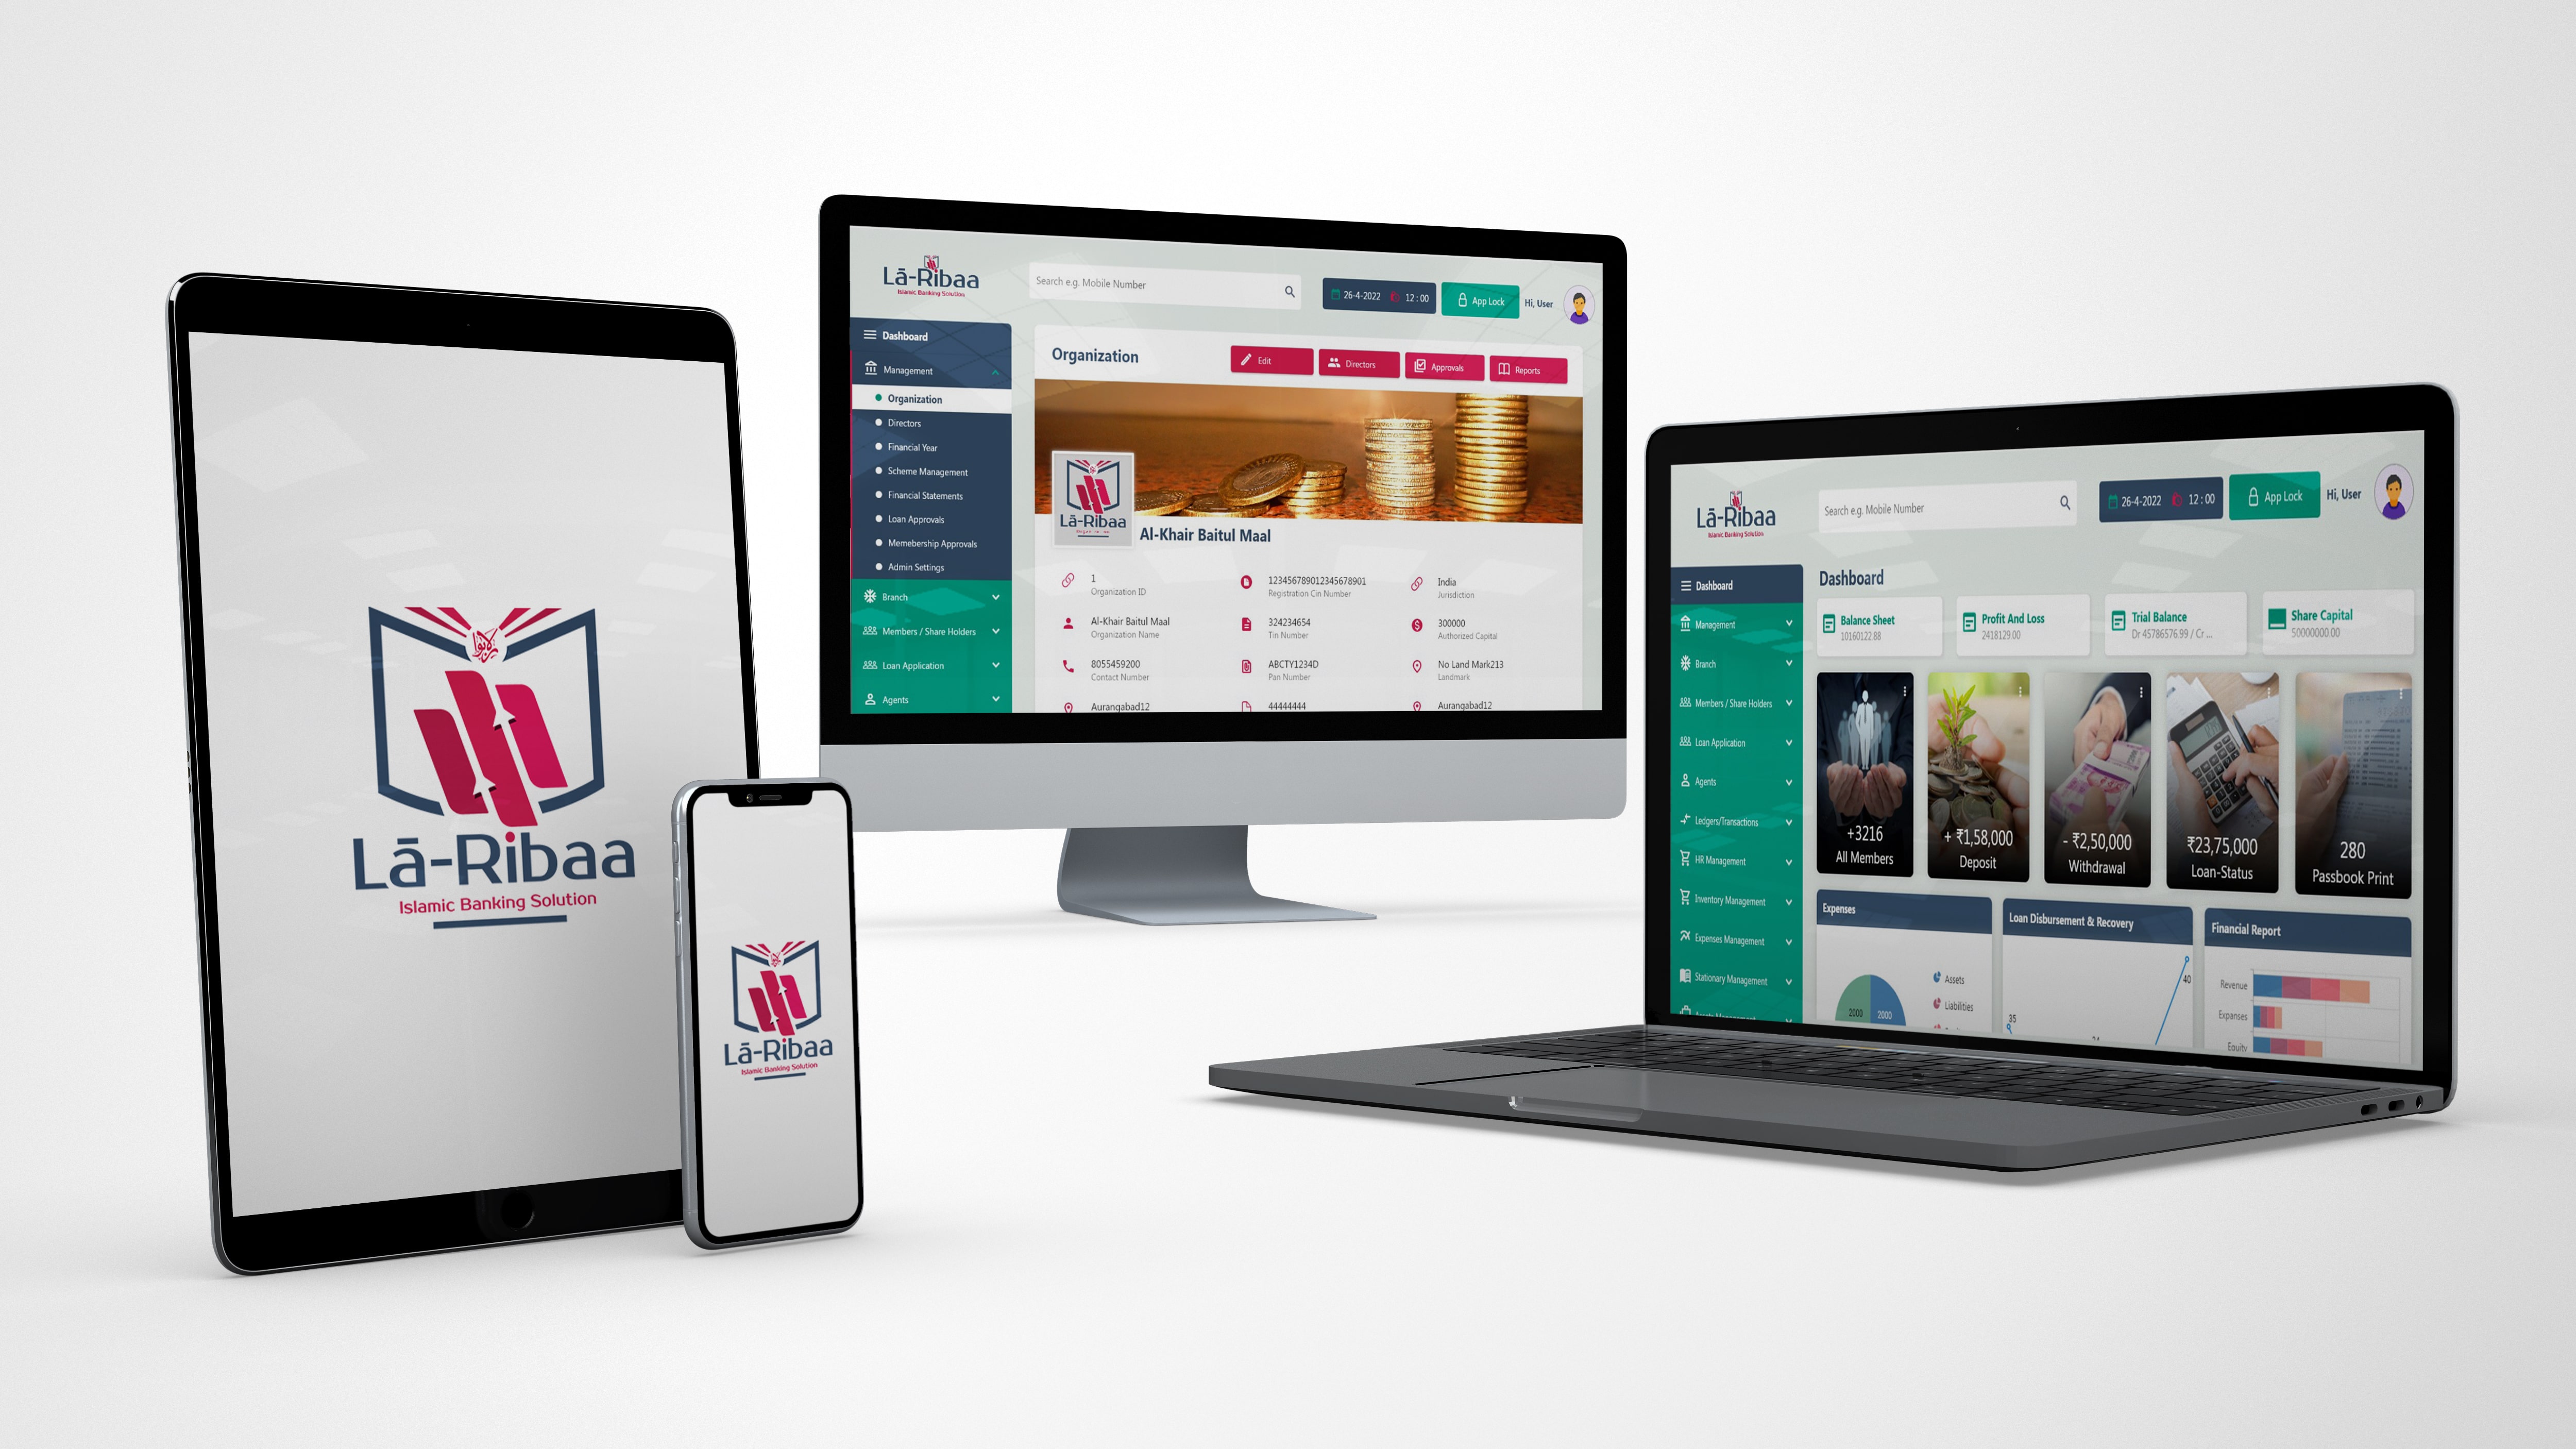 Lā-Ribaa
Islamic Banking Solution
Lā-Ribaa
Islamic Banking Solution
Lā-Ribaa
Islamic Banking Solution
Search e.g. Mobile Number
26-4-2022
12 : 00
App Lock
Hi, User
Dashboard
Management
Organization
Directors
Financial Year
Scheme Management
Financial Statements
Loan Approvals
Memebership Approvals
Admin Settings
Branch
Members / Share Holders
Loan Application
Agents
Organization
Edit
Directors
Approvals
Reports
Lā-Ribaa
Al-Khair Baitul Maal
1
Organization ID
123456789012345678901
Registration Cin Number
India
Jurisdiction
Al-Khair Baitul Maal
Organization Name
324234654
Tin Number
300000
Authorized Capital
8055459200
Contact Number
ABCTY1234D
Pan Number
No Land Mark213
Landmark
Aurangabad12
44444444
Aurangabad12
Lā-Ribaa
Islamic Banking Solution
Search e.g. Mobile Number
26-4-2022
12 : 00
App Lock
Hi, User
Dashboard
Management
Branch
Members / Share Holders
Loan Application
Agents
Ledgers/Transactions
HR Management
Inventory Management
Expenses Management
Stationary Management
Assets Management
Dashboard
Balance Sheet
10160122.88
Profit And Loss
2418129.00
Trial Balance
Dr 45786576.99 / Cr ...
Share Capital
50000000.00
+3216
All Members
+ ₹1,58,000
Deposit
- ₹2,50,000
Withdrawal
₹23,75,000
Loan-Status
280
Passbook Print
Expenses
2000
2000
Assets
Liabilities
Loan Disbursement & Recovery
35
40
Financial Report
Revenue
Expanses
Equity